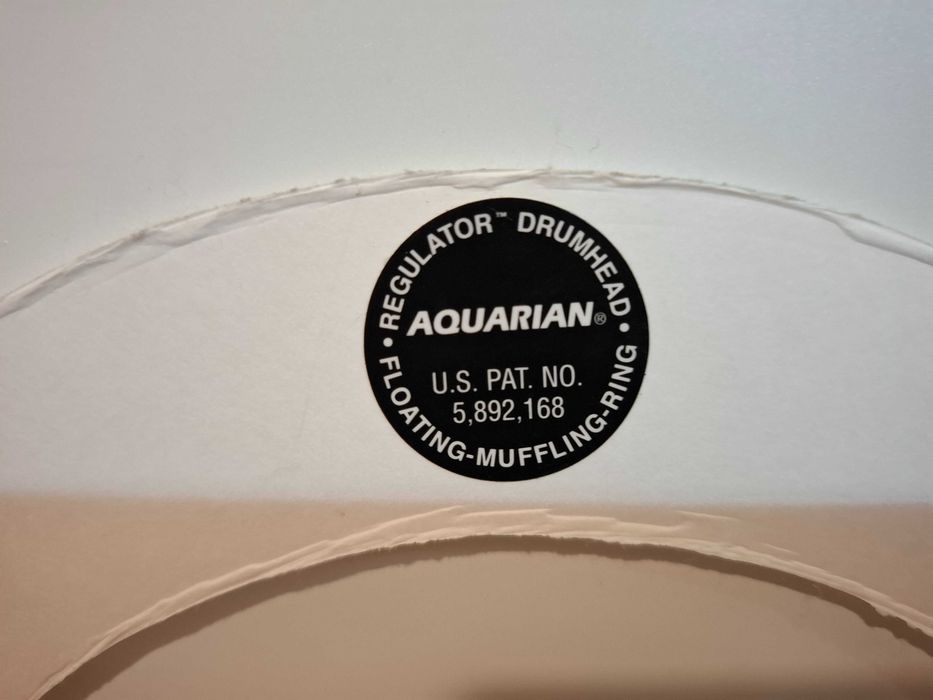 • REGULATOR™ DRUMHEAD •
AQUARIAN®
U.S. PAT. NO.
5,892,168
FLOATING-MUFFLING-RING